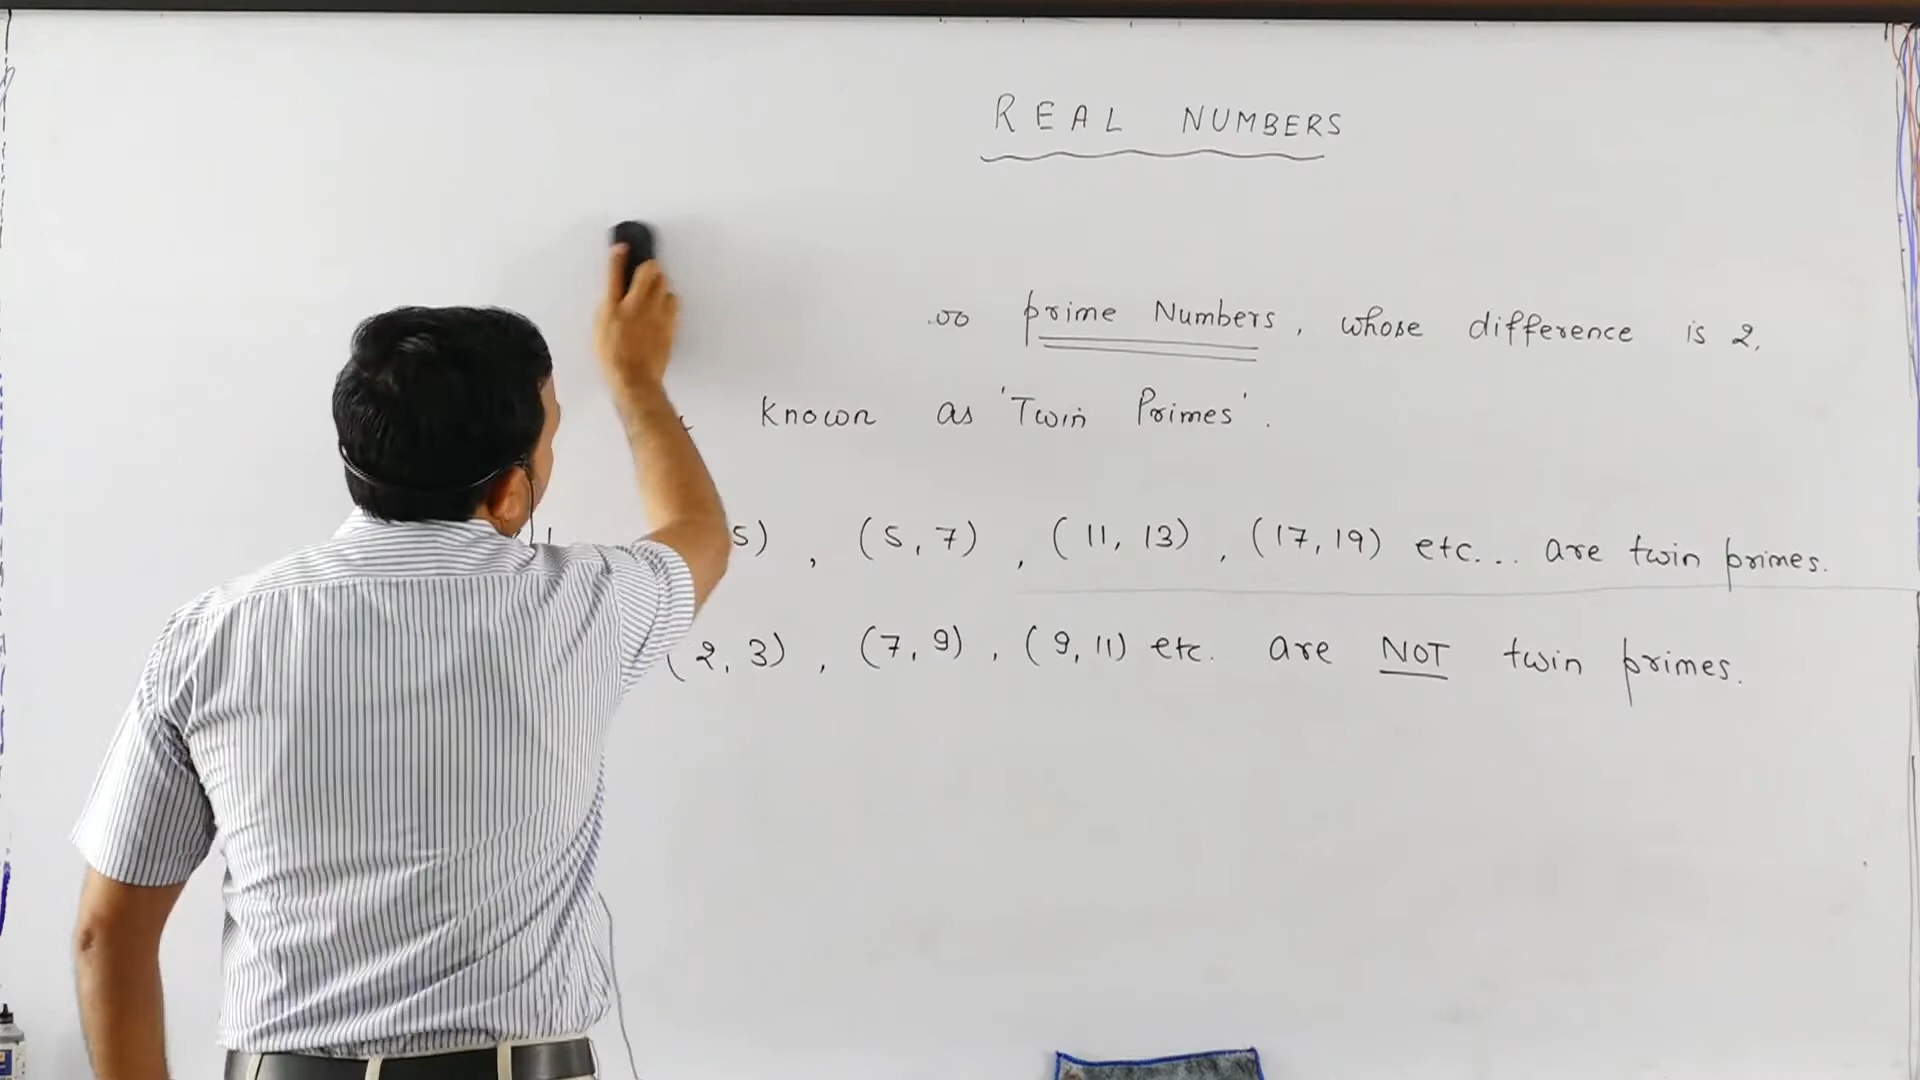 REAL NUMBERS
prime Numbers, whose difference is 2,
known as 'Twin Primes'.
5) , (5, 7) , (11, 13) , (17, 19) etc... are twin primes.
(2, 3) , (7, 9) , (9, 11) etc. are NOT twin primes.